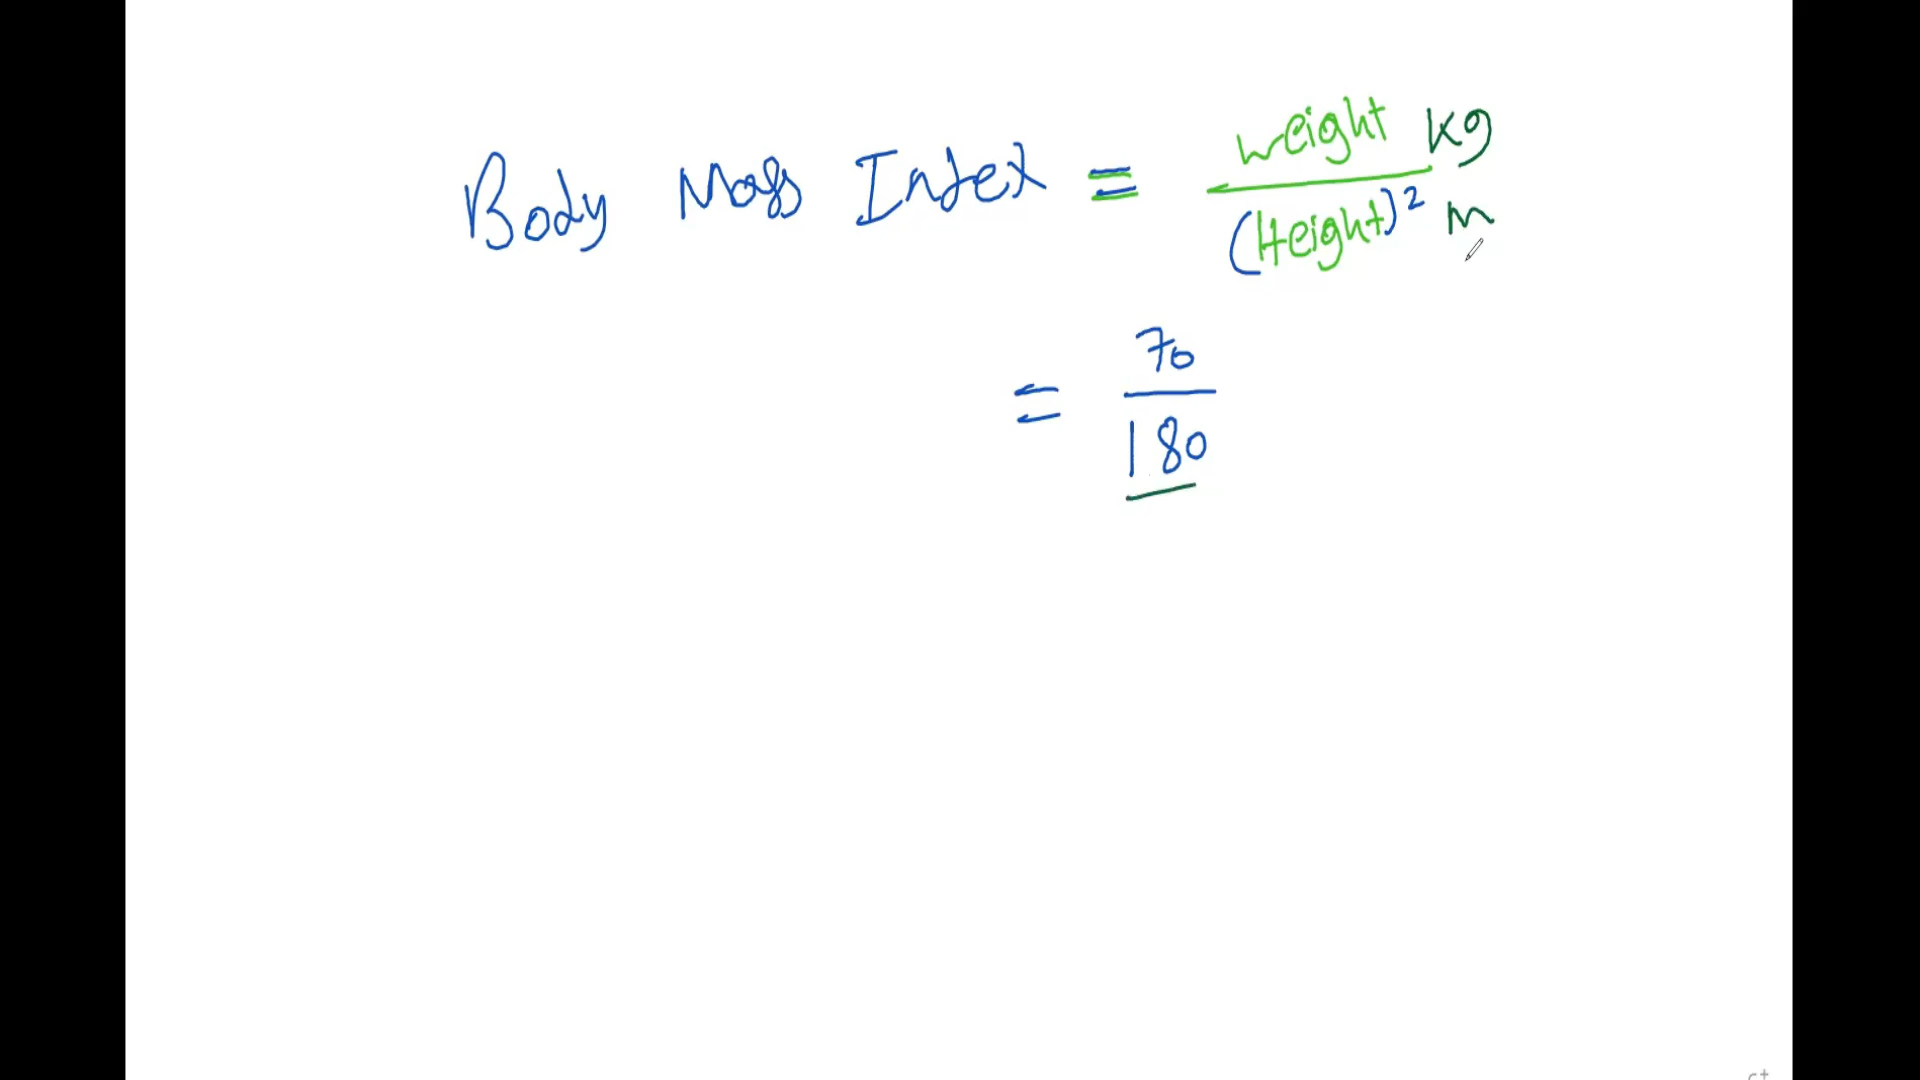 Body Mass Index = weight kg
(Height)² m
= 70
180